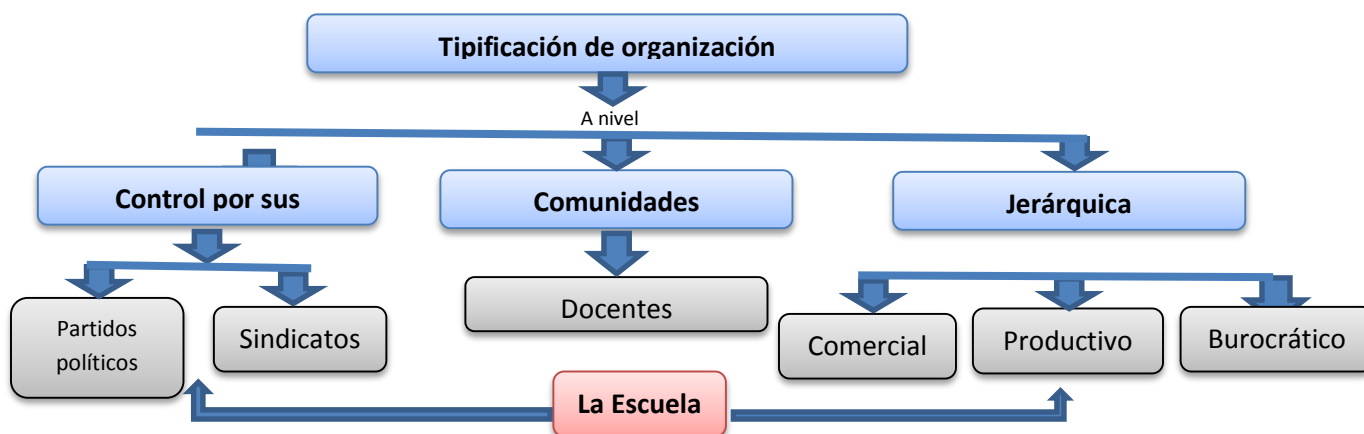 Tipificación de organización
A nivel
Control por sus
Comunidades
Jerárquica
Partidos
políticos
Sindicatos
Docentes
Comercial
Productivo
Burocrático
La Escuela